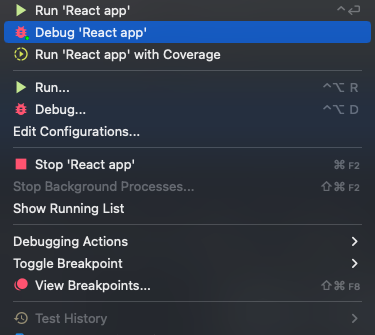 Run 'React app' ^↩
Debug 'React app'
Run 'React app' with Coverage
Run... ^⌥ R
Debug... ^⌥ D
Edit Configurations...
Stop 'React app' ⌘ F2
Stop Background Processes... ⇧⌘ F2
Show Running List
Debugging Actions
Toggle Breakpoint
View Breakpoints... ⇧⌘ F8
Test History